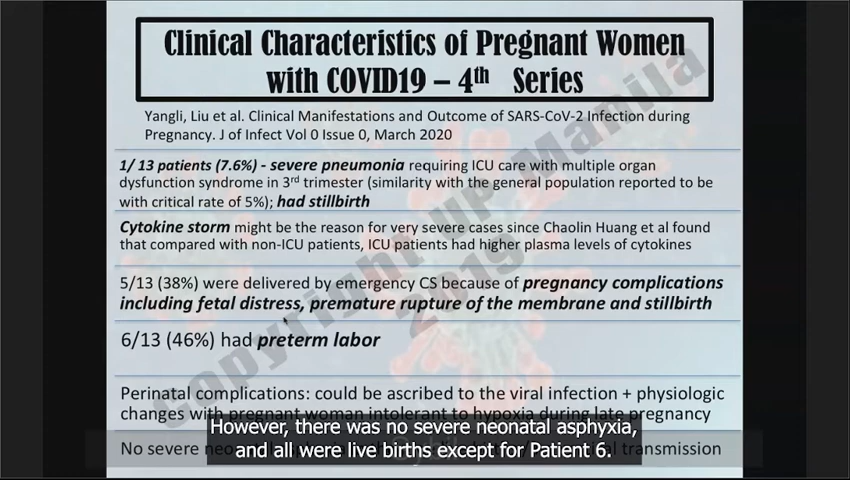 Clinical Characteristics of Pregnant Women
with COVID19 – 4th Series
Yangli, Liu et al. Clinical Manifestations and Outcome of SARS-CoV-2 Infection during
Pregnancy. J of Infect Vol 0 Issue 0, March 2020
1/ 13 patients (7.6%) - severe pneumonia requiring ICU care with multiple organ
dysfunction syndrome in 3rd trimester (similarity with the general population reported to be
with critical rate of 5%); had stillbirth
Cytokine storm might be the reason for very severe cases since Chaolin Huang et al found
that compared with non-ICU patients, ICU patients had higher plasma levels of cytokines
5/13 (38%) were delivered by emergency CS because of pregnancy complications
including fetal distress, premature rupture of the membrane and stillbirth
6/13 (46%) had preterm labor
Perinatal complications: could be ascribed to the viral infection + physiologic
changes with pregnant woman intolerant to hypoxia during late pregnancy
No severe transmission
However, there was no severe neonatal asphyxia,
and all were live births except for Patient 6.
Copyright up Manila
2019